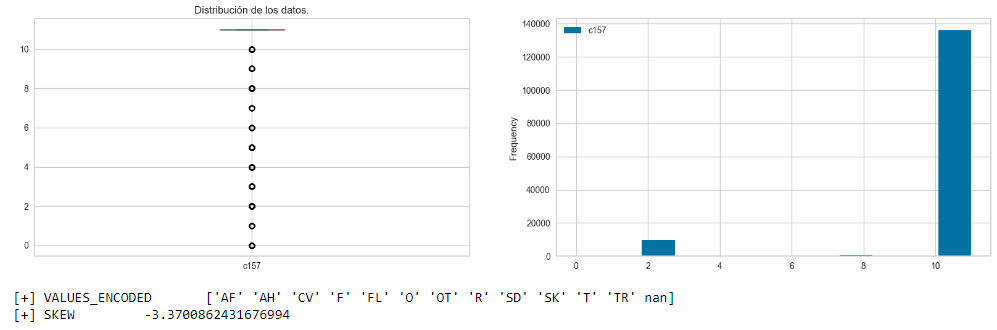 Distribución de los datos.
10
8
6
4
2
0
c157
140000
120000
100000
80000
60000
40000
20000
0
Frequency
c157
0 2 4 6 8 10
[+] VALUES_ENCODED ['AF' 'AH' 'CV' 'F' 'FL' 'O' 'OT' 'R' 'SD' 'SK' 'T' 'TR' nan]
[+] SKEW -3.3700862431676994